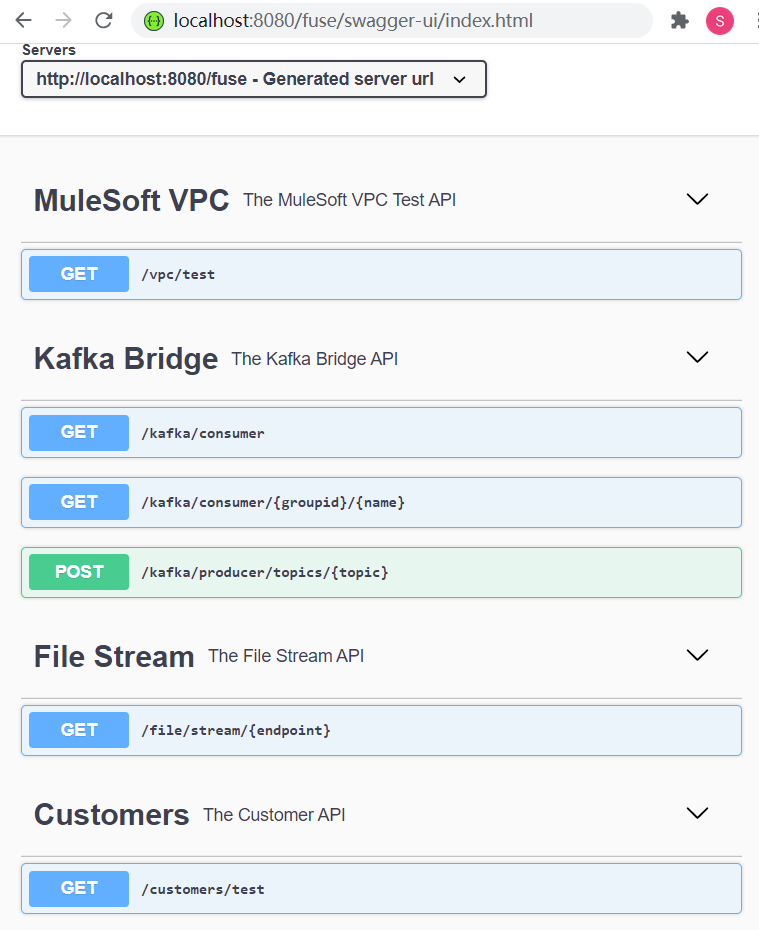 localhost:8080/fuse/swagger-ui/index.html
S
Servers
http://localhost:8080/fuse - Generated server url
MuleSoft VPC The MuleSoft VPC Test API
GET /vpc/test
Kafka Bridge The Kafka Bridge API
GET /kafka/consumer
GET /kafka/consumer/{groupid}/{name}
POST /kafka/producer/topics/{topic}
File Stream The File Stream API
GET /file/stream/{endpoint}
Customers The Customer API
GET /customers/test